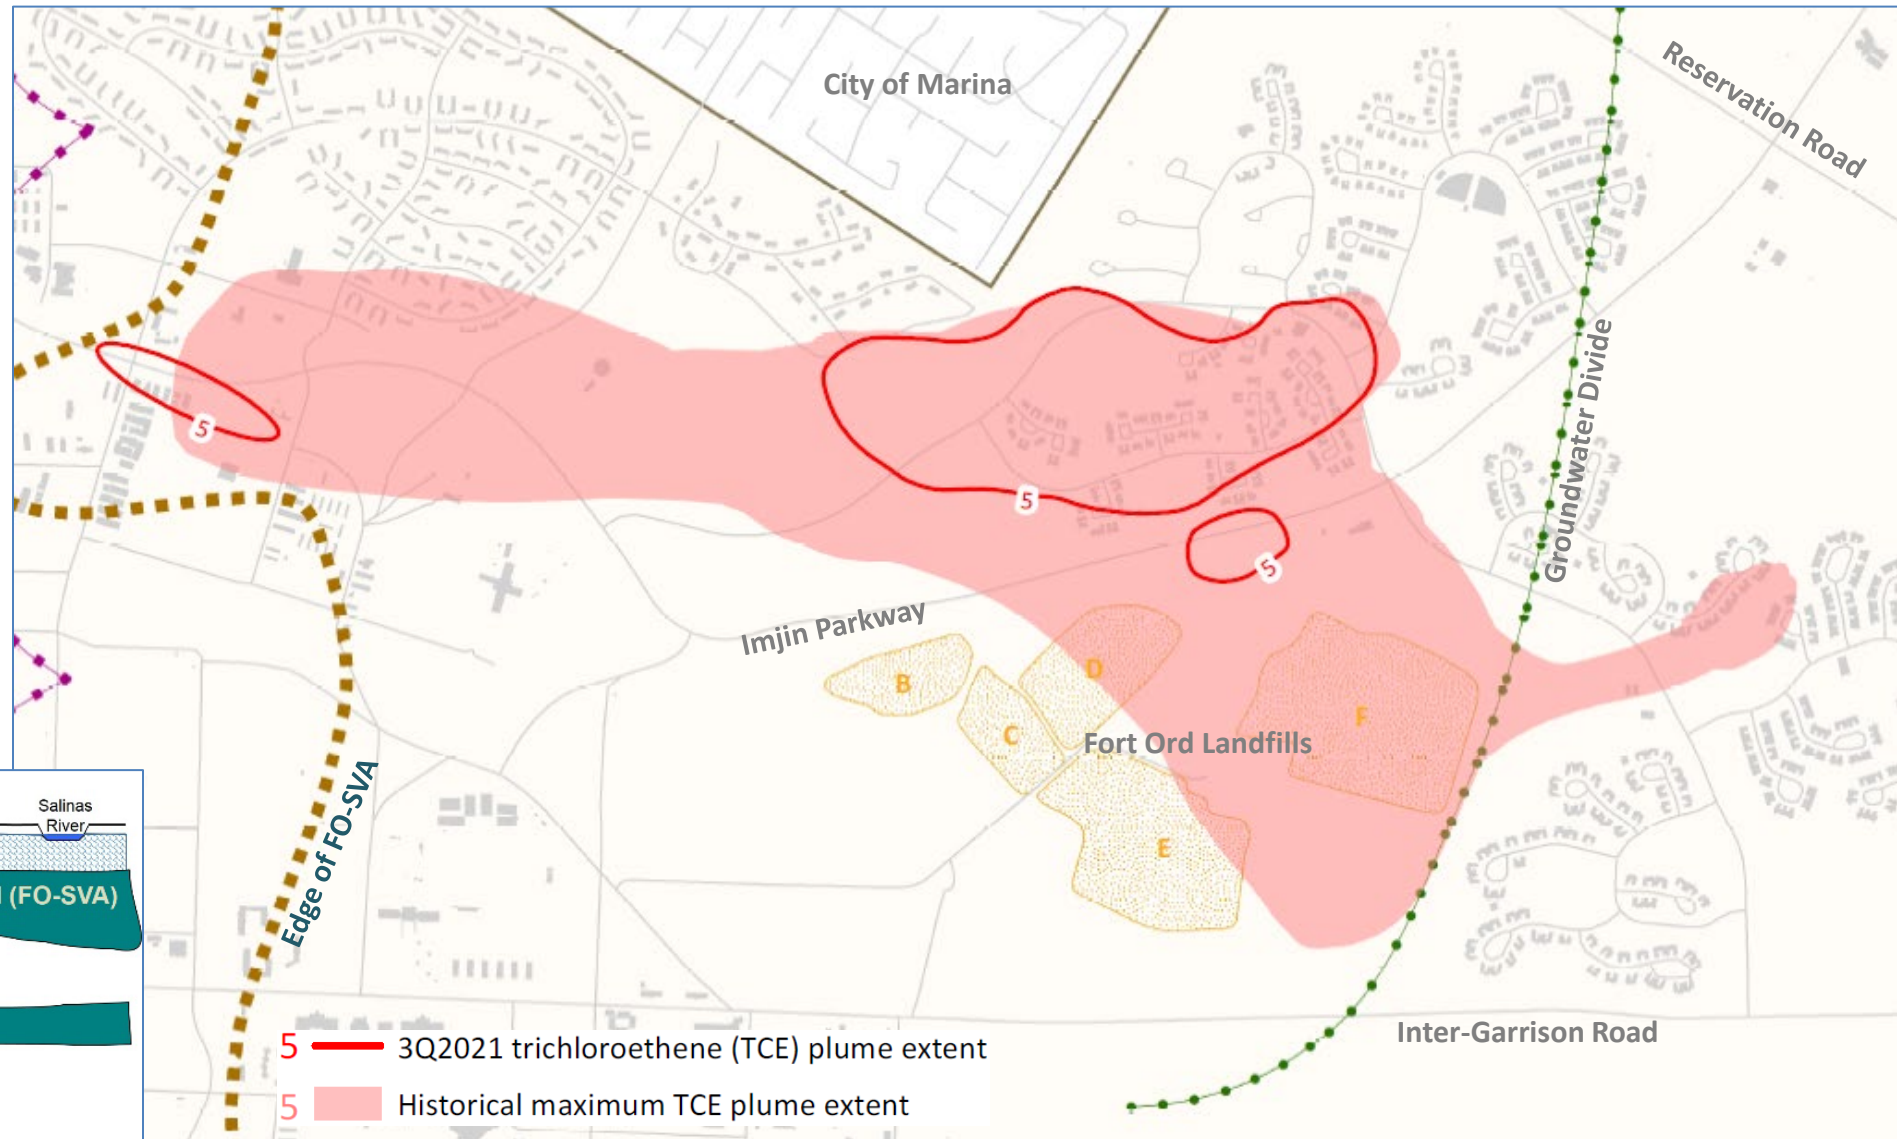 City of Marina
Reservation Road
Groundwater Divide
5
5
5
Imjin Parkway
B
D
C
F
Fort Ord Landfills
E
Edge of FO-SVA
Salinas
River
(FO-SVA)
Inter-Garrison Road
5 3Q2021 trichloroethene (TCE) plume extent
5 Historical maximum TCE plume extent